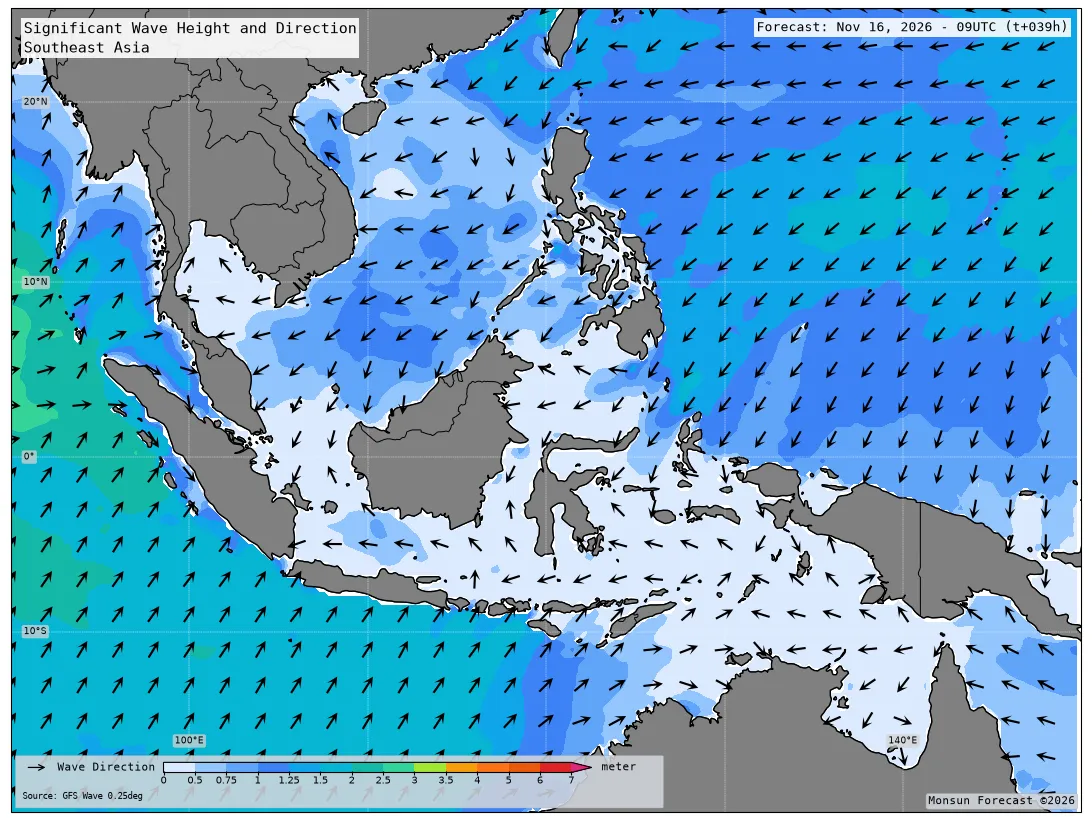 Significant Wave Height and Direction
Southeast Asia
Forecast: Nov 16, 2026 - 09UTC (t+039h)
20°N
10°N
0°
10°S
100°E
140°E
Wave Direction
meter
0 0.5 0.75 1 1.25 1.5 2 2.5 3 3.5 4 5 6 7
Source: GFS Wave 0.25deg
Monsun Forecast ©2026